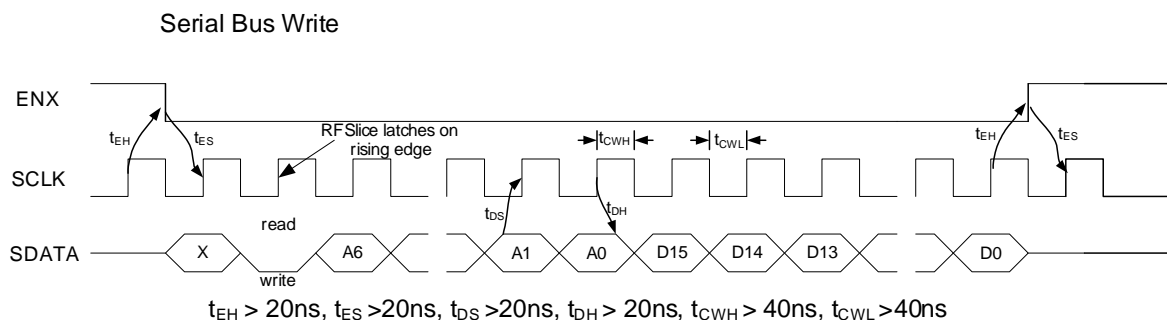 Serial Bus Write
ENX
tEH
tES
RF Slice latches on
rising edge
tCWH
tCWL
tEH
tES
SCLK
read
tDS
tDH
SDATA
X
A6
A1
A0
D15
D14
D13
D0
write
tEH > 20ns, tES >20ns, tDS >20ns, tDH > 20ns, tCWH > 40ns, tCWL >40ns